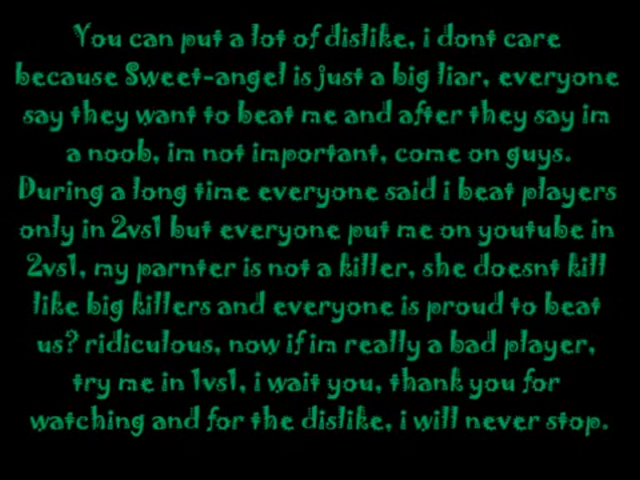 You can put a lot of dislike, i dont care
because Sweet-angel is just a big liar, everyone
say they want to beat me and after they say im
a noob, im not important, come on guys.
During a long time everyone said i beat players
only in 2vs1 but everyone put me on youtube in
2vs1, my parnter is not a killer, she doesnt kill
like big killers and everyone is proud to beat
us? ridiculous, now if im really a bad player,
try me in 1vs1, i wait you, thank you for
watching and for the dislike, i will never stop.